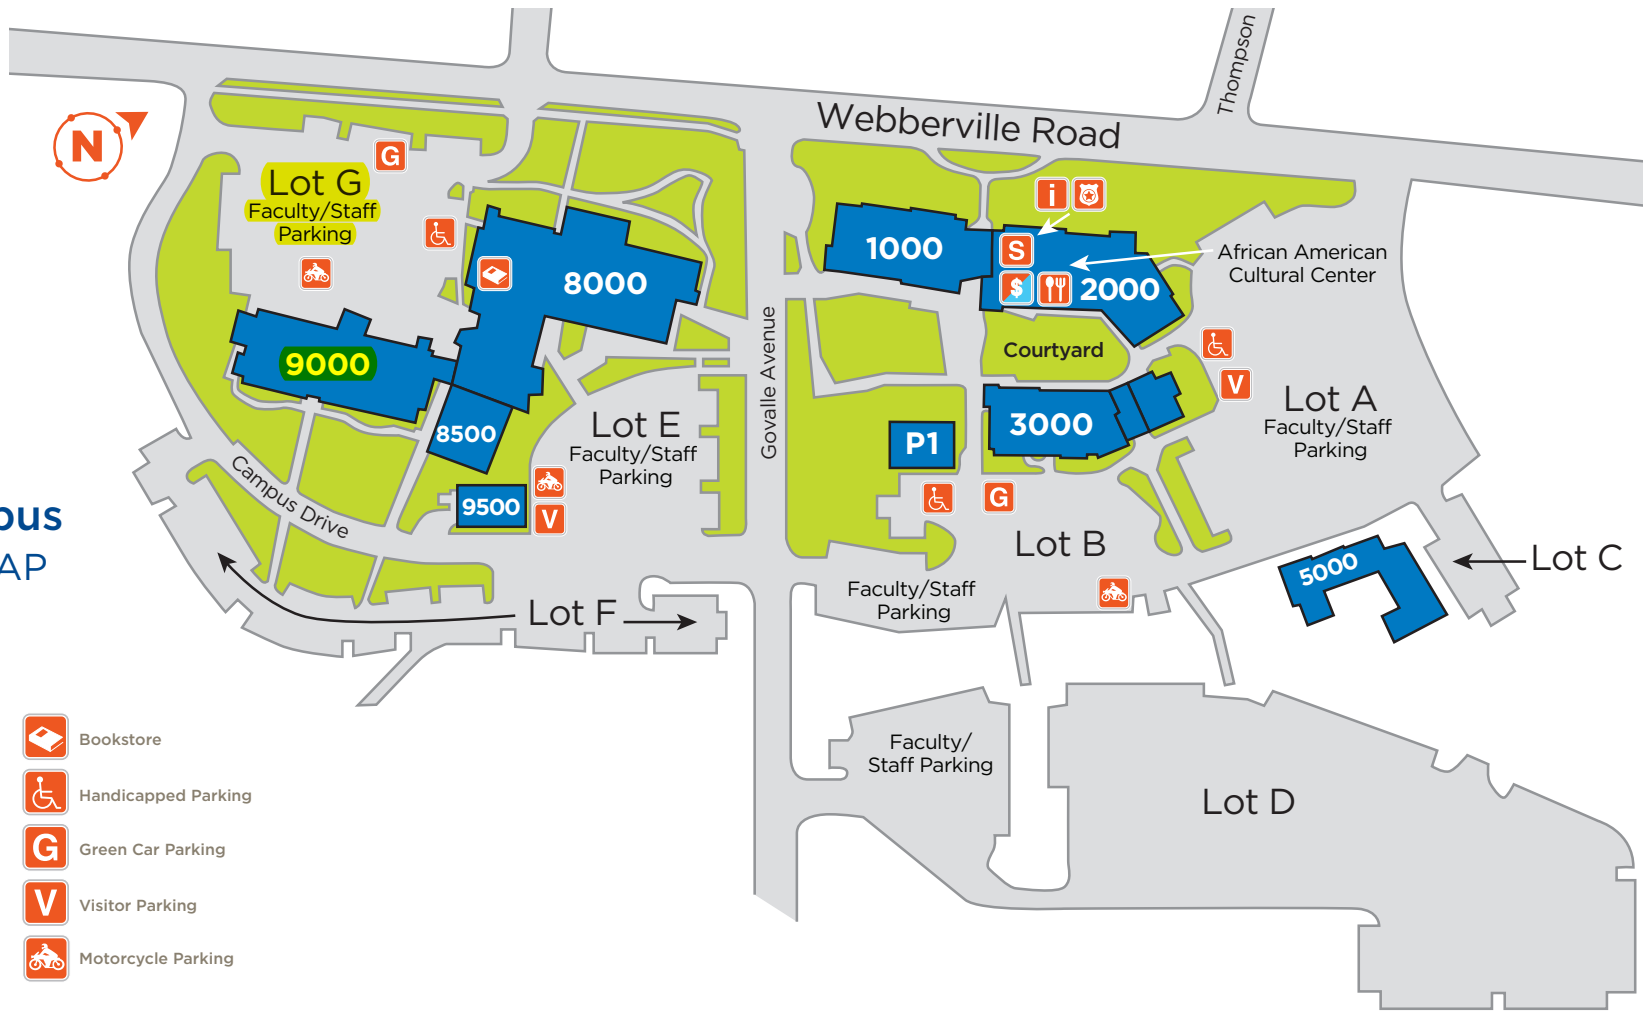 Thompson
Webberville Road
N
G
Lot G
Faculty/Staff
Parking
i
1000
S
African American
Cultural Center
8000
$
2000
Govalle Avenue
Courtyard
9000
V
Lot A
Faculty/Staff
Parking
3000
P1
8500
Lot E
Faculty/Staff
Parking
Campus Drive
9500
V
G
pus
AP
Lot B
Faculty/Staff
Parking
5000
Lot C
Lot F
Faculty/
Staff Parking
Lot D
Bookstore
Handicapped Parking
G
Green Car Parking
V
Visitor Parking
Motorcycle Parking